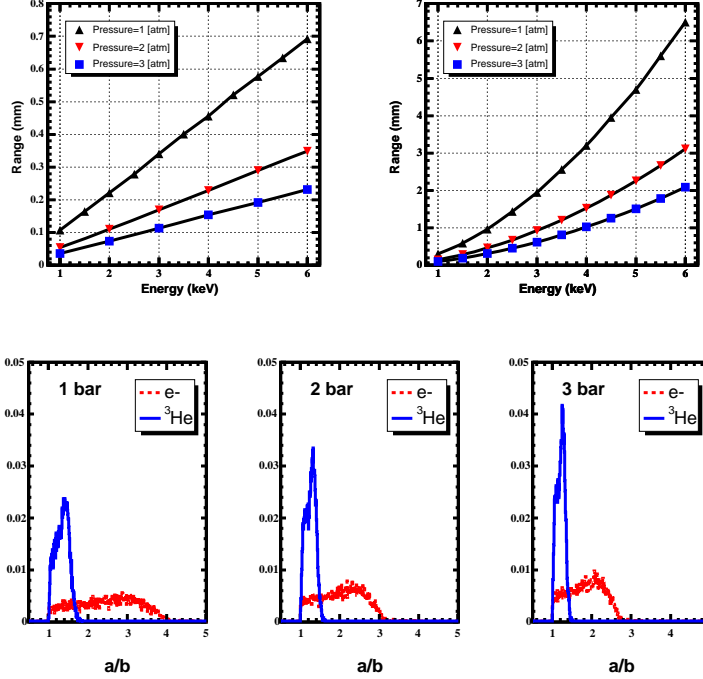 0.8
0.7
0.6
0.5
0.4
0.3
0.2
0.1
0
Range (mm)
Pressure=1 [atm]
Pressure=2 [atm]
Pressure=3 [atm]
1 2 3 4 5 6
Energy (keV)
7
6
5
4
3
2
1
0
Range (mm)
Pressure=1 [atm]
Pressure=2 [atm]
Pressure=3 [atm]
1 2 3 4 5 6
Energy (keV)
0.05
0.04
0.03
0.02
0.01
0
1 bar
e-
3He
1 2 3 4 5
a/b
0.05
0.04
0.03
0.02
0.01
0
2 bar
e-
3He
1 2 3 4 5
a/b
0.05
0.04
0.03
0.02
0.01
0
3 bar
e-
3He
1 2 3 4
a/b